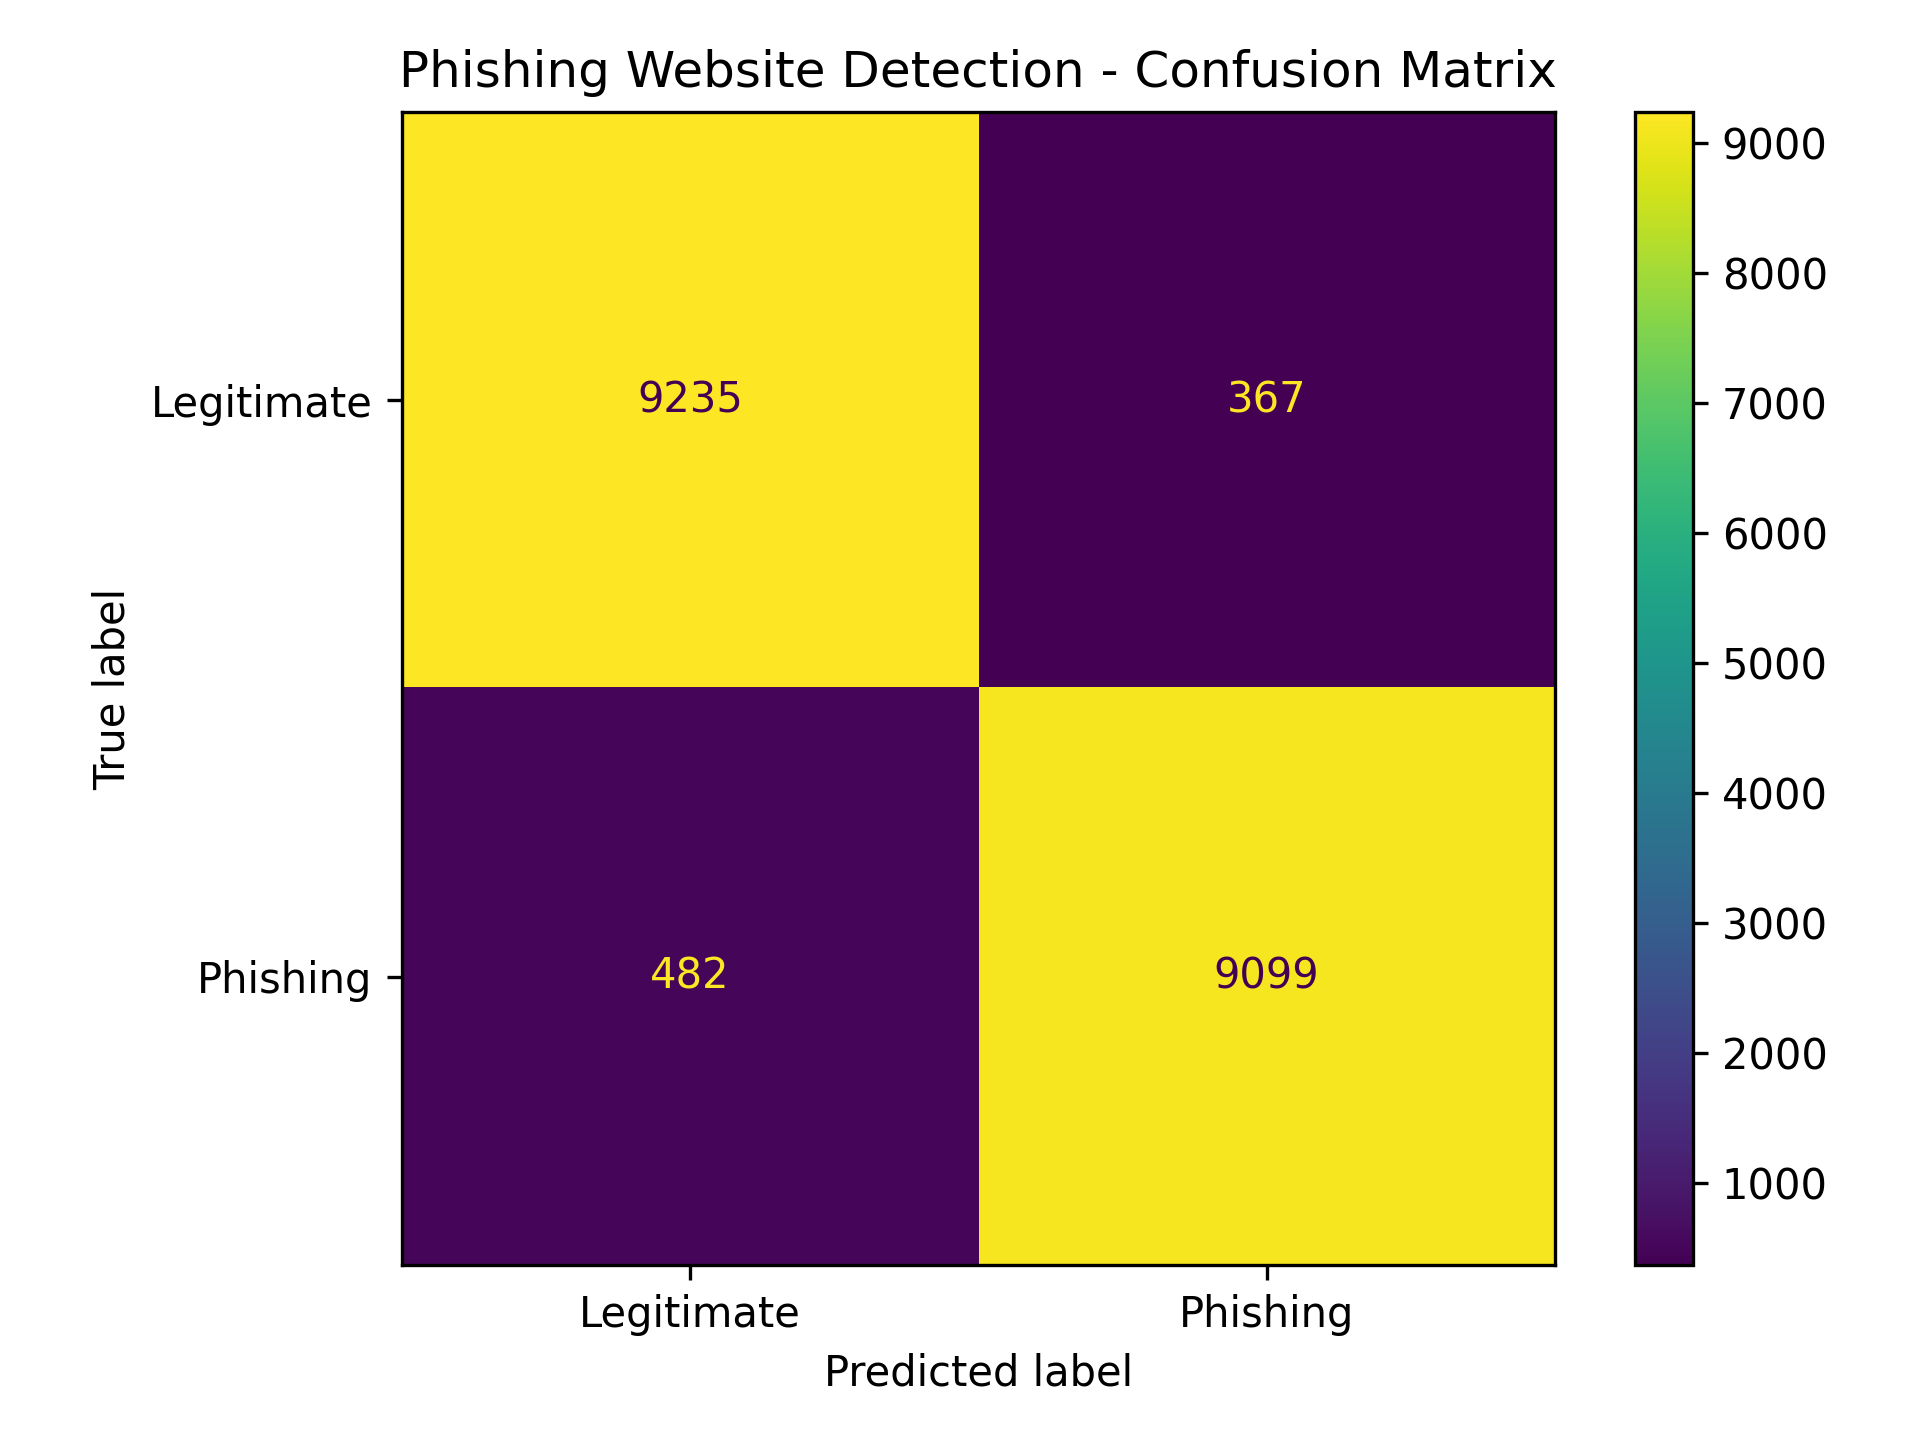 Phishing Website Detection - Confusion Matrix
9000
8000
7000
6000
5000
4000
3000
2000
1000
True label
Legitimate
9235
367
Phishing
482
9099
Legitimate
Phishing
Predicted label